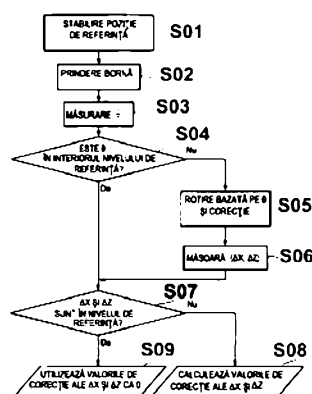 STABILIRE POZIȚIE
DE REFERINȚĂ
S01
PRINDERE BORNĂ
S02
MĂSURARE
S03
S04
ESTE θ
ÎN INTERIORUL NIVELULUI DE
REFERINȚĂ?
Nu
Da
ROTIRE BAZATĂ PE θ
ȘI CORECȚIE
S05
MĂSOARĂ (ΔX, ΔZ)
S06
S07
ΔX ȘI ΔZ
SUNT ÎN NIVELUL DE
REFERINȚĂ?
Nu
Da
S09
UTILIZEAZĂ VALORILE DE
CORECȚIE ALE ΔX ȘI ΔZ CA 0
S08
CALCULEAZĂ VALORILE DE
CORECȚIE ALE ΔX ȘI ΔZ